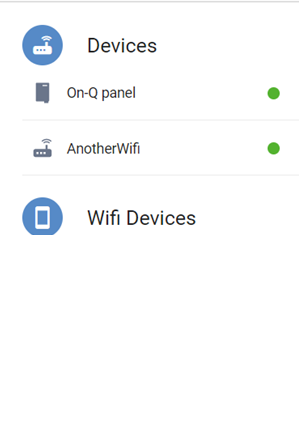 Devices
On-Q panel
AnotherWifi
Wifi Devices